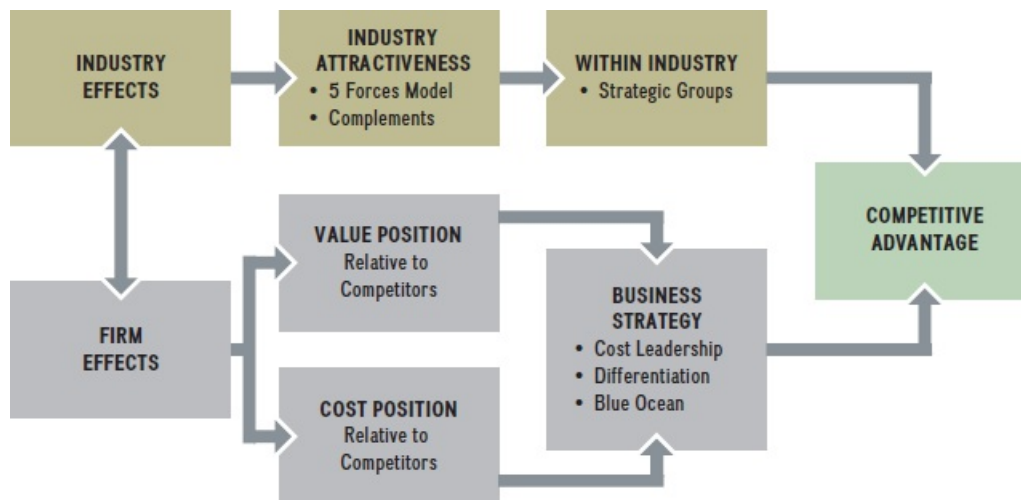 INDUSTRY
EFFECTS
INDUSTRY
ATTRACTIVENESS
• 5 Forces Model
• Complements
WITHIN INDUSTRY
• Strategic Groups
COMPETITIVE
ADVANTAGE
FIRM
EFFECTS
VALUE POSITION
Relative to
Competitors
COST POSITION
Relative to
Competitors
BUSINESS
STRATEGY
• Cost Leadership
• Differentiation
• Blue Ocean